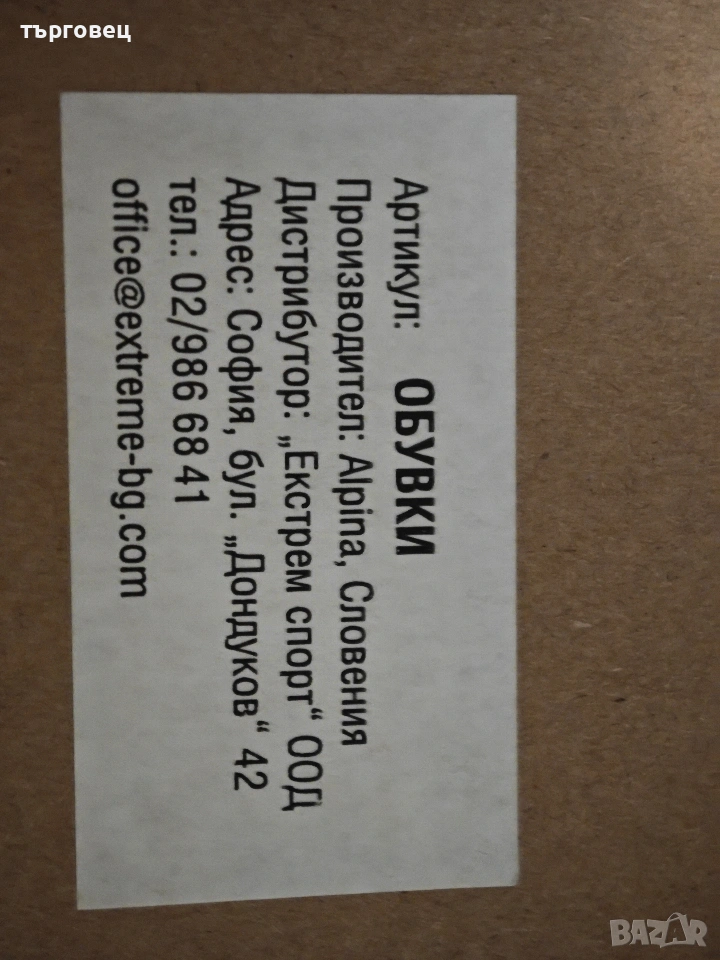 търговец
Артикул: ОБУВКИ
Производител: Alpina, Словения
Дистрибутор: „Екстрем спорт“ ООД
Адрес: София, бул. „Дондуков“ 42
тел.: 02/986 68 41
office@extreme-bg.com
BAZAR